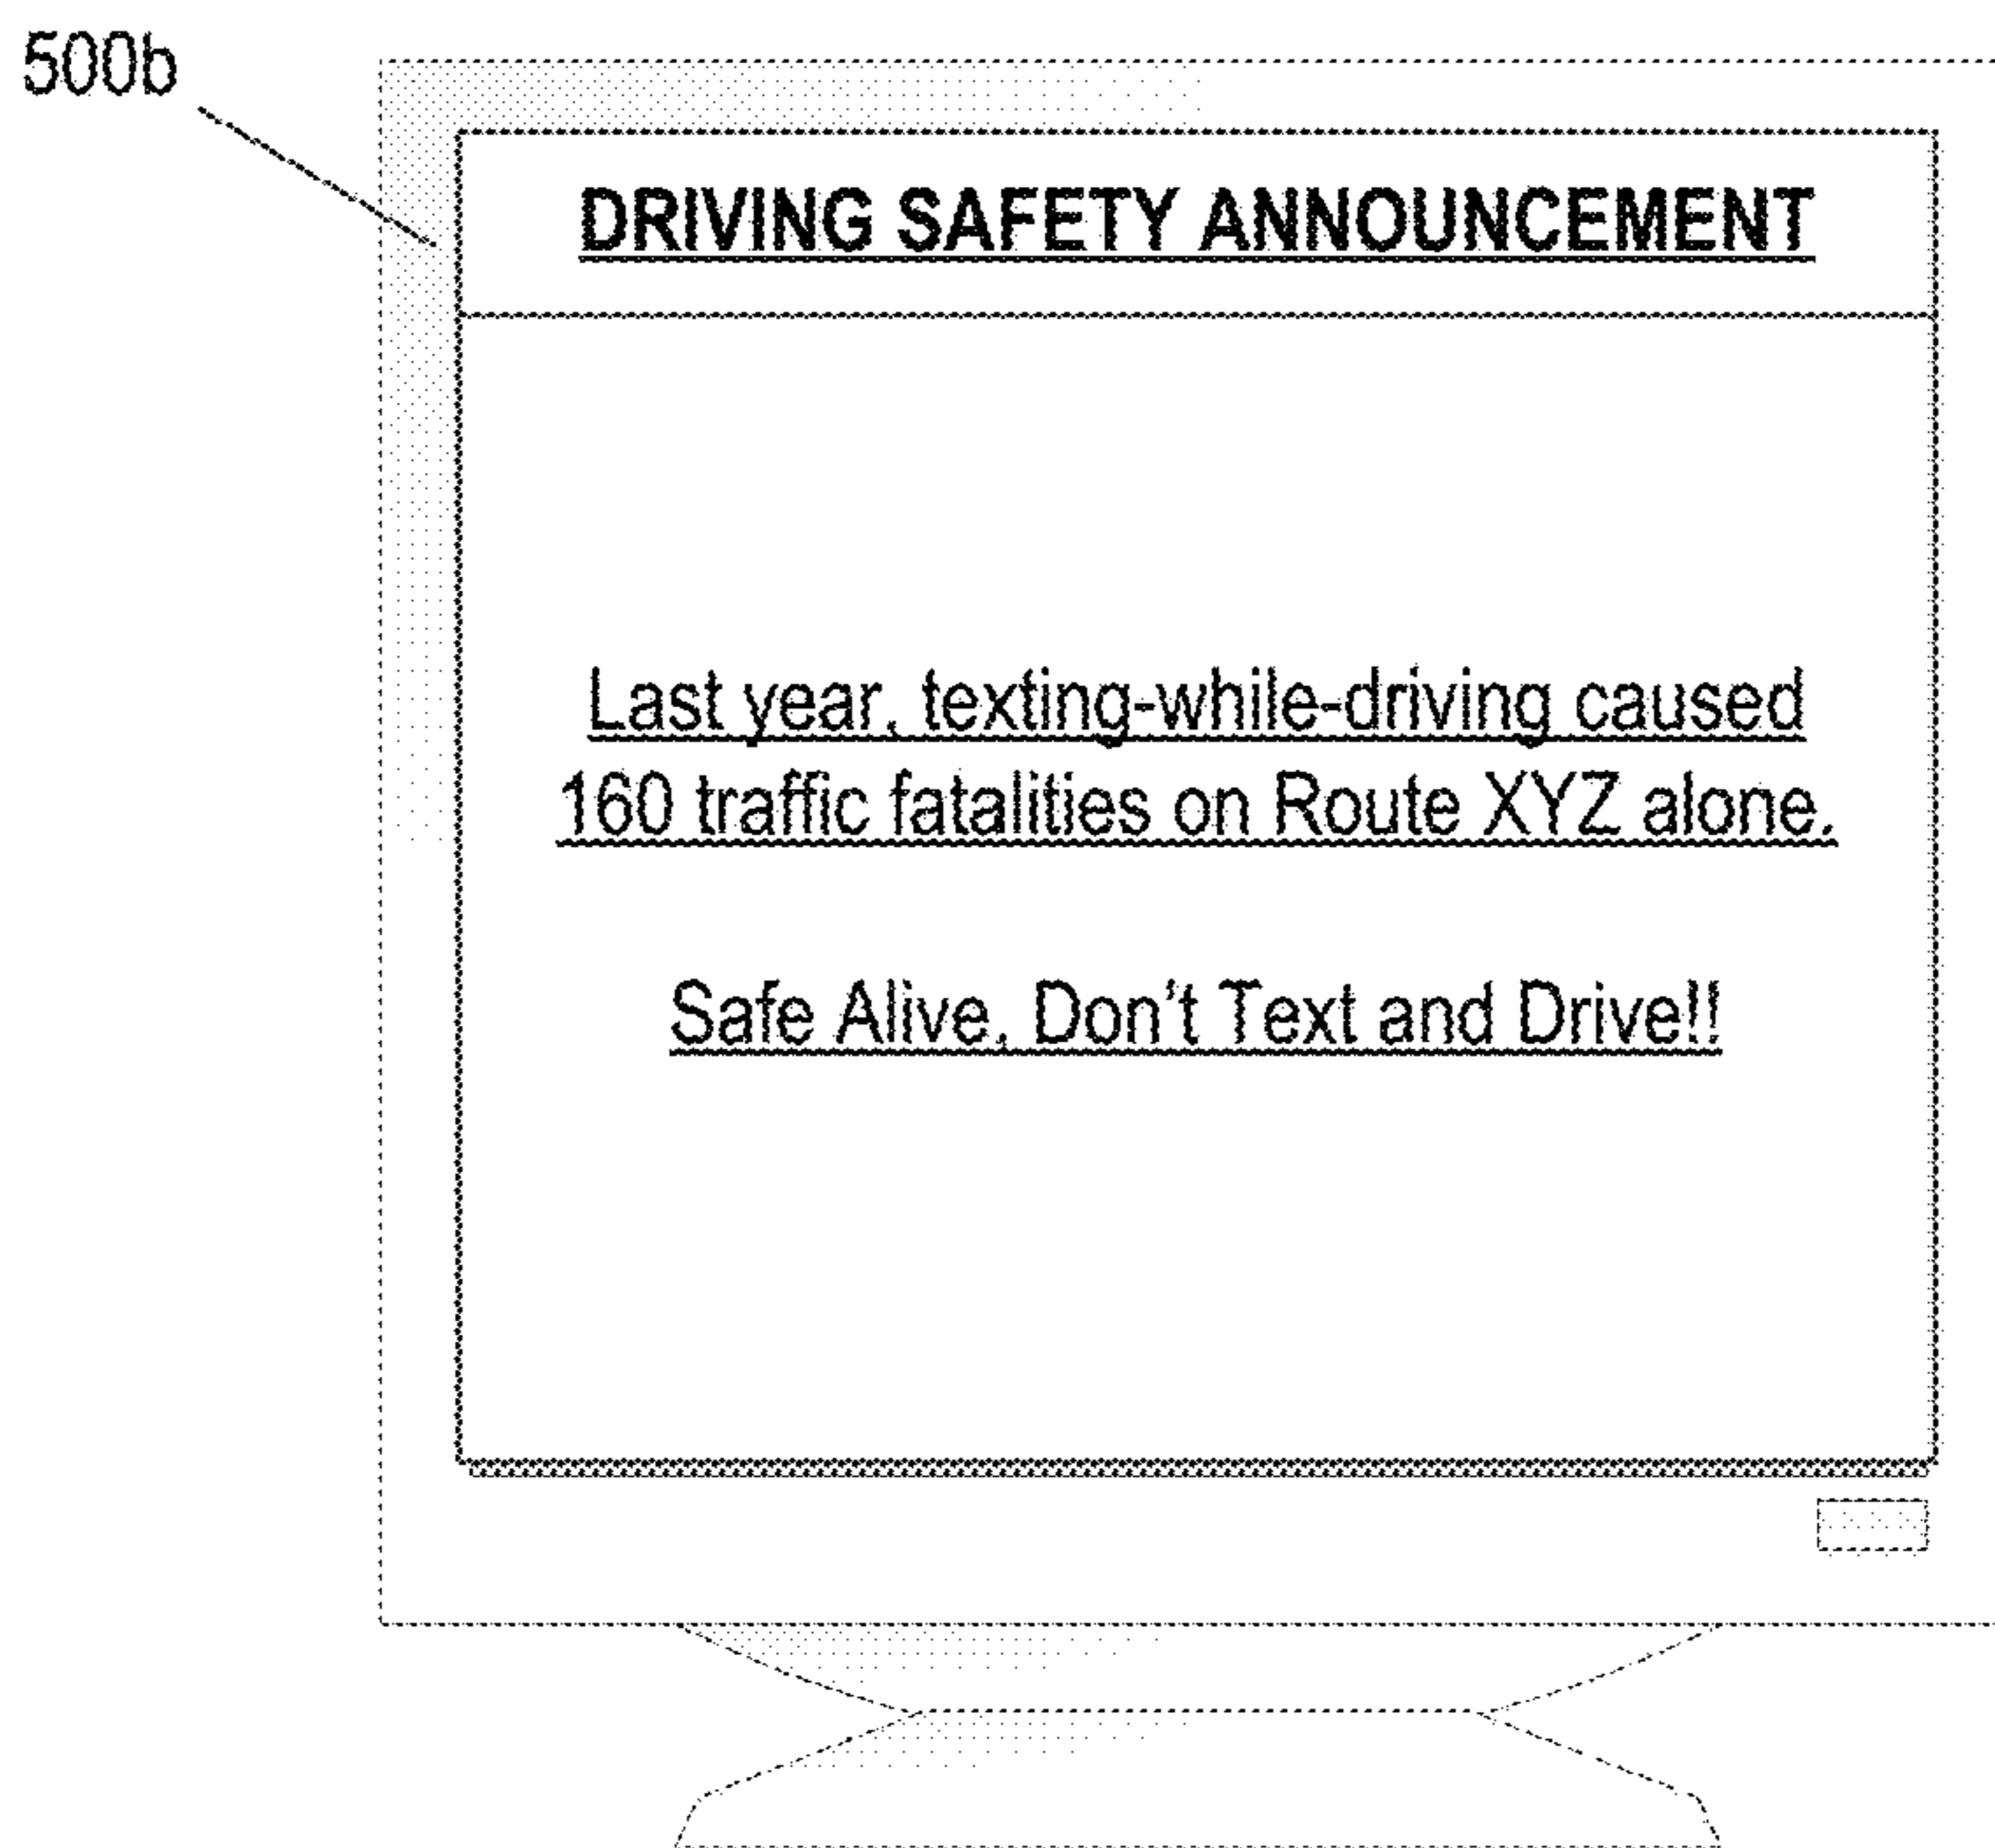 500b
DRIVING SAFETY ANNOUNCEMENT
Last year, texting-while-driving caused
160 traffic fatalities on Route XYZ alone.
Safe Alive, Don't Text and Drive!!